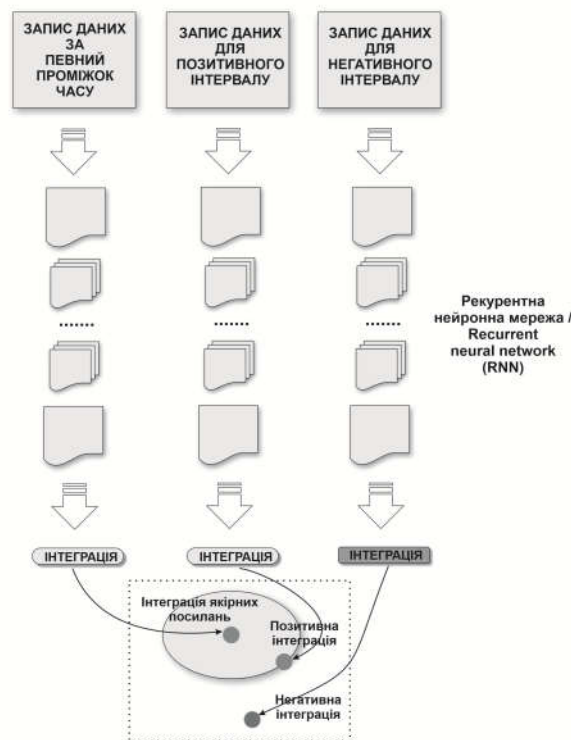 ЗАПИС ДАНИХ
ЗА
ПЕВНИЙ
ПРОМІЖОК
ЧАСУ
ЗАПИС ДАНИХ
ДЛЯ
ПОЗИТИВНОГО
ІНТЕРВАЛУ
ЗАПИС ДАНИХ
ДЛЯ
НЕГАТИВНОГО
ІНТЕРВАЛУ
Рекурентна
нейронна мережа /
Recurrent
neural network
(RNN)
ІНТЕГРАЦІЯ
ІНТЕГРАЦІЯ
ІНТЕГРАЦІЯ
Інтеграція якірних
посилань
Позитивна
інтеграція
Негативна
інтеграція